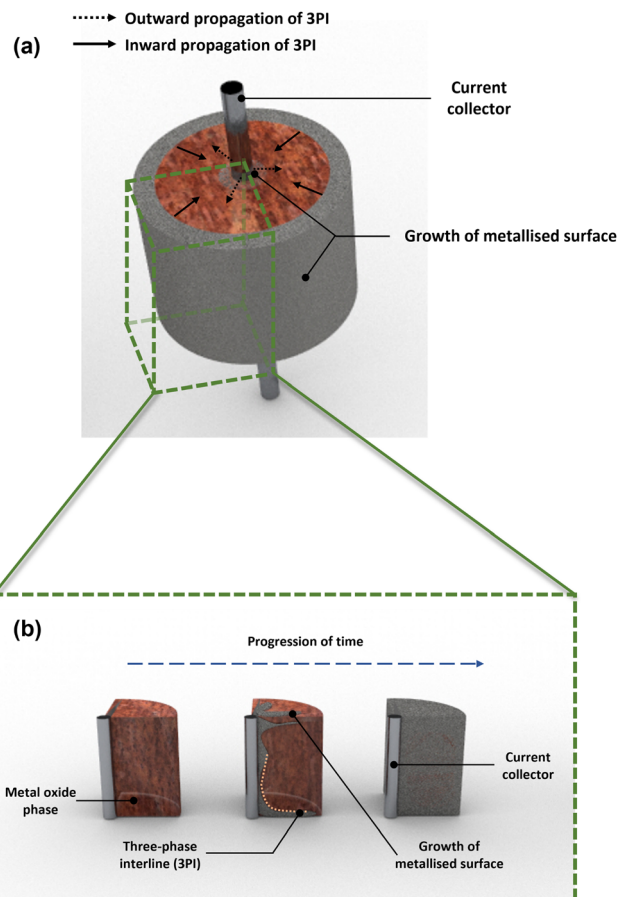 Outward propagation of 3PI
(a)
Inward propagation of 3PI
Current
collector
Growth of metallised surface
(b)
Progression of time
Metal oxide
phase
Three-phase
interline (3PI)
Growth of
metallised surface
Current
collector